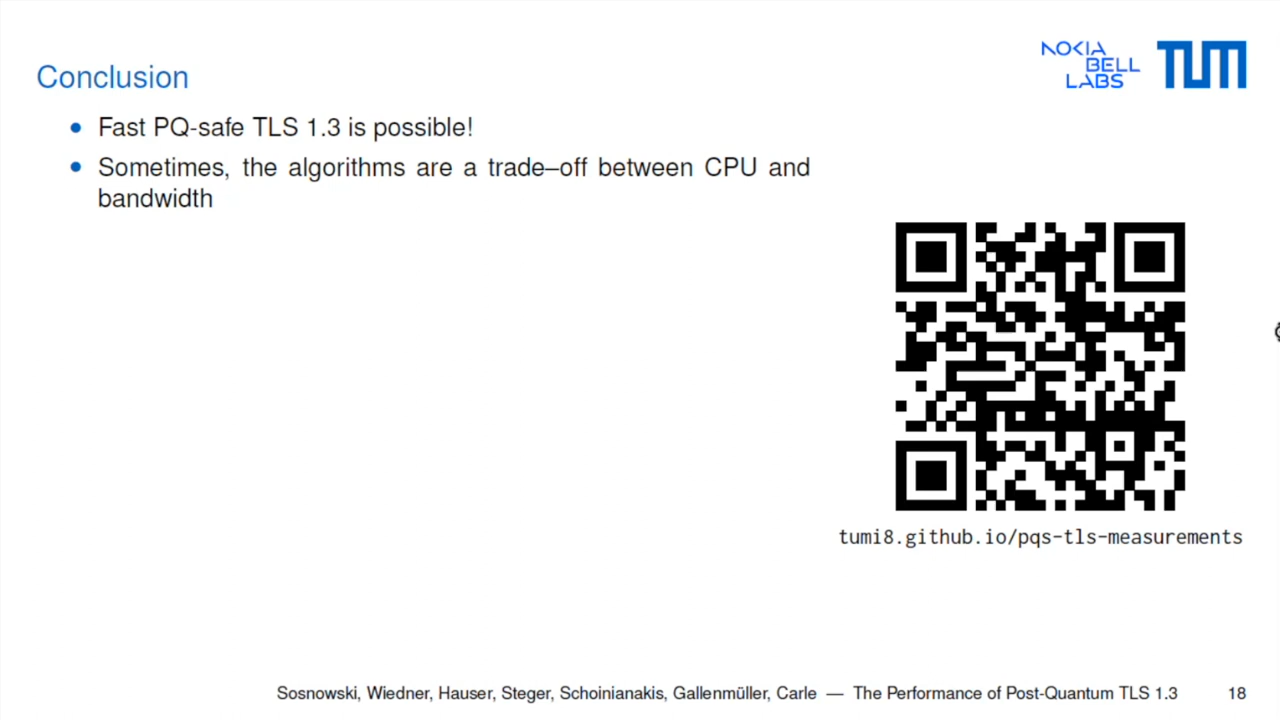 NOKIA
BELL
LABS
TUM
Conclusion
Fast PQ-safe TLS 1.3 is possible!
Sometimes, the algorithms are a trade–off between CPU and
bandwidth
tumi8.github.io/pqs-tls-measurements
Sosnowski, Wiedner, Hauser, Steger, Schoinianakis, Gallenmüller, Carle — The Performance of Post-Quantum TLS 1.3 18